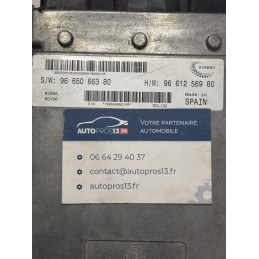 Visteon
S/W: 96 650 663 80
H/W: 96 612 569 80
Made in
SPAIN
AUTOPROS13.FR
VOTRE PARTENAIRE
AUTOMOBILE
06 64 29 40 37
contact@autopros13.fr
autopros13.fr